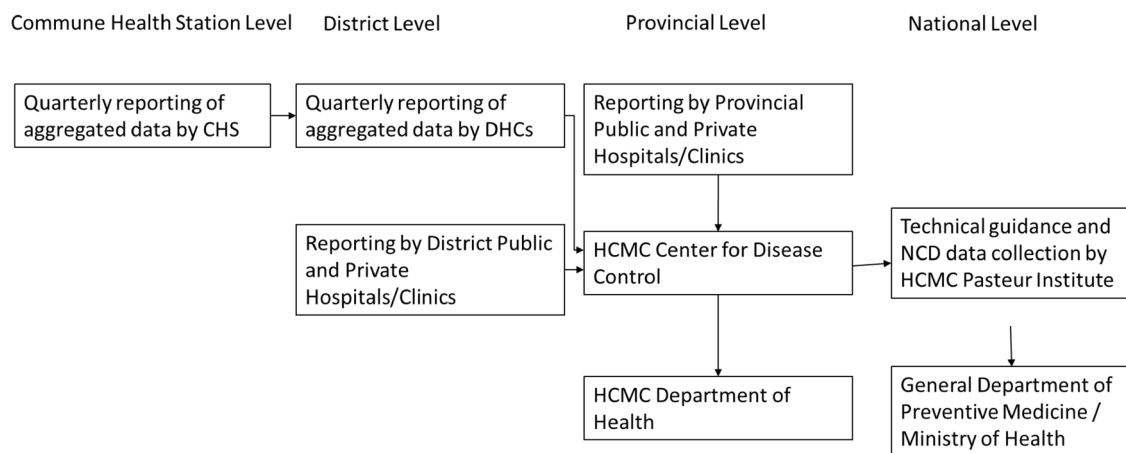 Commune Health Station Level
District Level
Provincial Level
National Level
Quarterly reporting of
aggregated data by CHS
Quarterly reporting of
aggregated data by DHCs
Reporting by Provincial
Public and Private
Hospitals/Clinics
Reporting by District Public
and Private
Hospitals/Clinics
HCMC Center for Disease
Control
Technical guidance and
NCD data collection by
HCMC Pasteur Institute
HCMC Department of
Health
General Department of
Preventive Medicine /
Ministry of Health